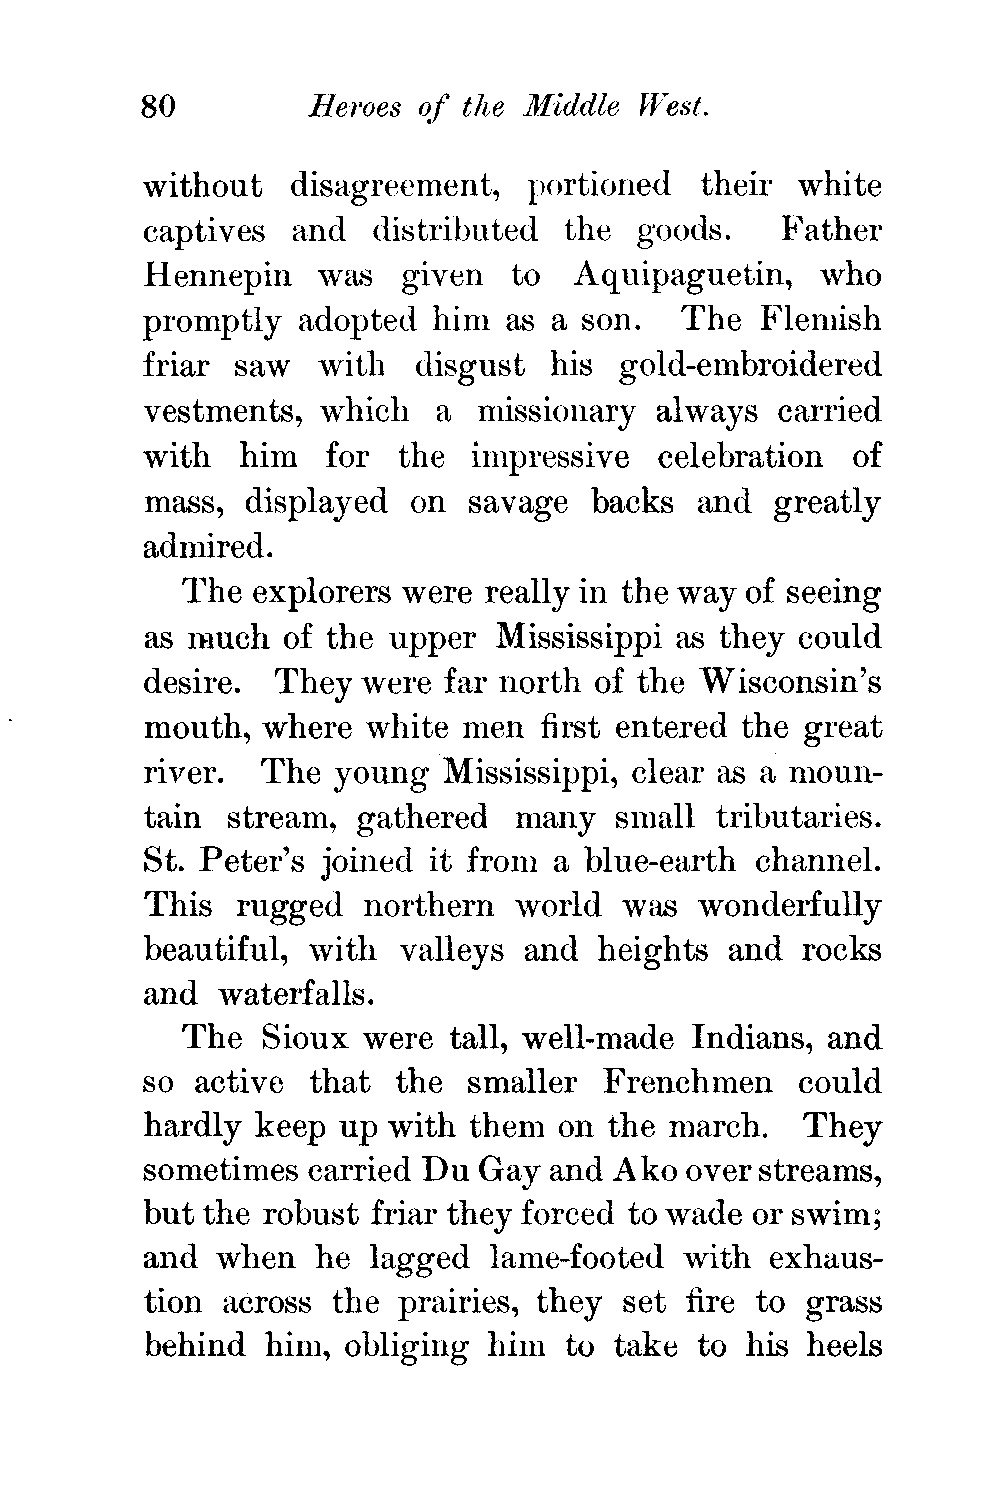 80 Heroes of the Middle West.
without disagreement, portioned their white
captives and distributed the goods. Father
Hennepin was given to Aquipaguetin, who
promptly adopted him as a son. The Flemish
friar saw with disgust his gold-embroidered
vestments, which a missionary always carried
with him for the impressive celebration of
mass, displayed on savage backs and greatly
admired.
The explorers were really in the way of seeing
as much of the upper Mississippi as they could
desire. They were far north of the Wisconsin's
mouth, where white men first entered the great
river. The young Mississippi, clear as a moun-
tain stream, gathered many small tributaries.
St. Peter's joined it from a blue-earth channel.
This rugged northern world was wonderfully
beautiful, with valleys and heights and rocks
and waterfalls.
The Sioux were tall, well-made Indians, and
so active that the smaller Frenchmen could
hardly keep up with them on the march. They
sometimes carried Du Gay and Ako over streams,
but the robust friar they forced to wade or swim;
and when he lagged lame-footed with exhaus-
tion across the prairies, they set fire to grass
behind him, obliging him to take to his heels